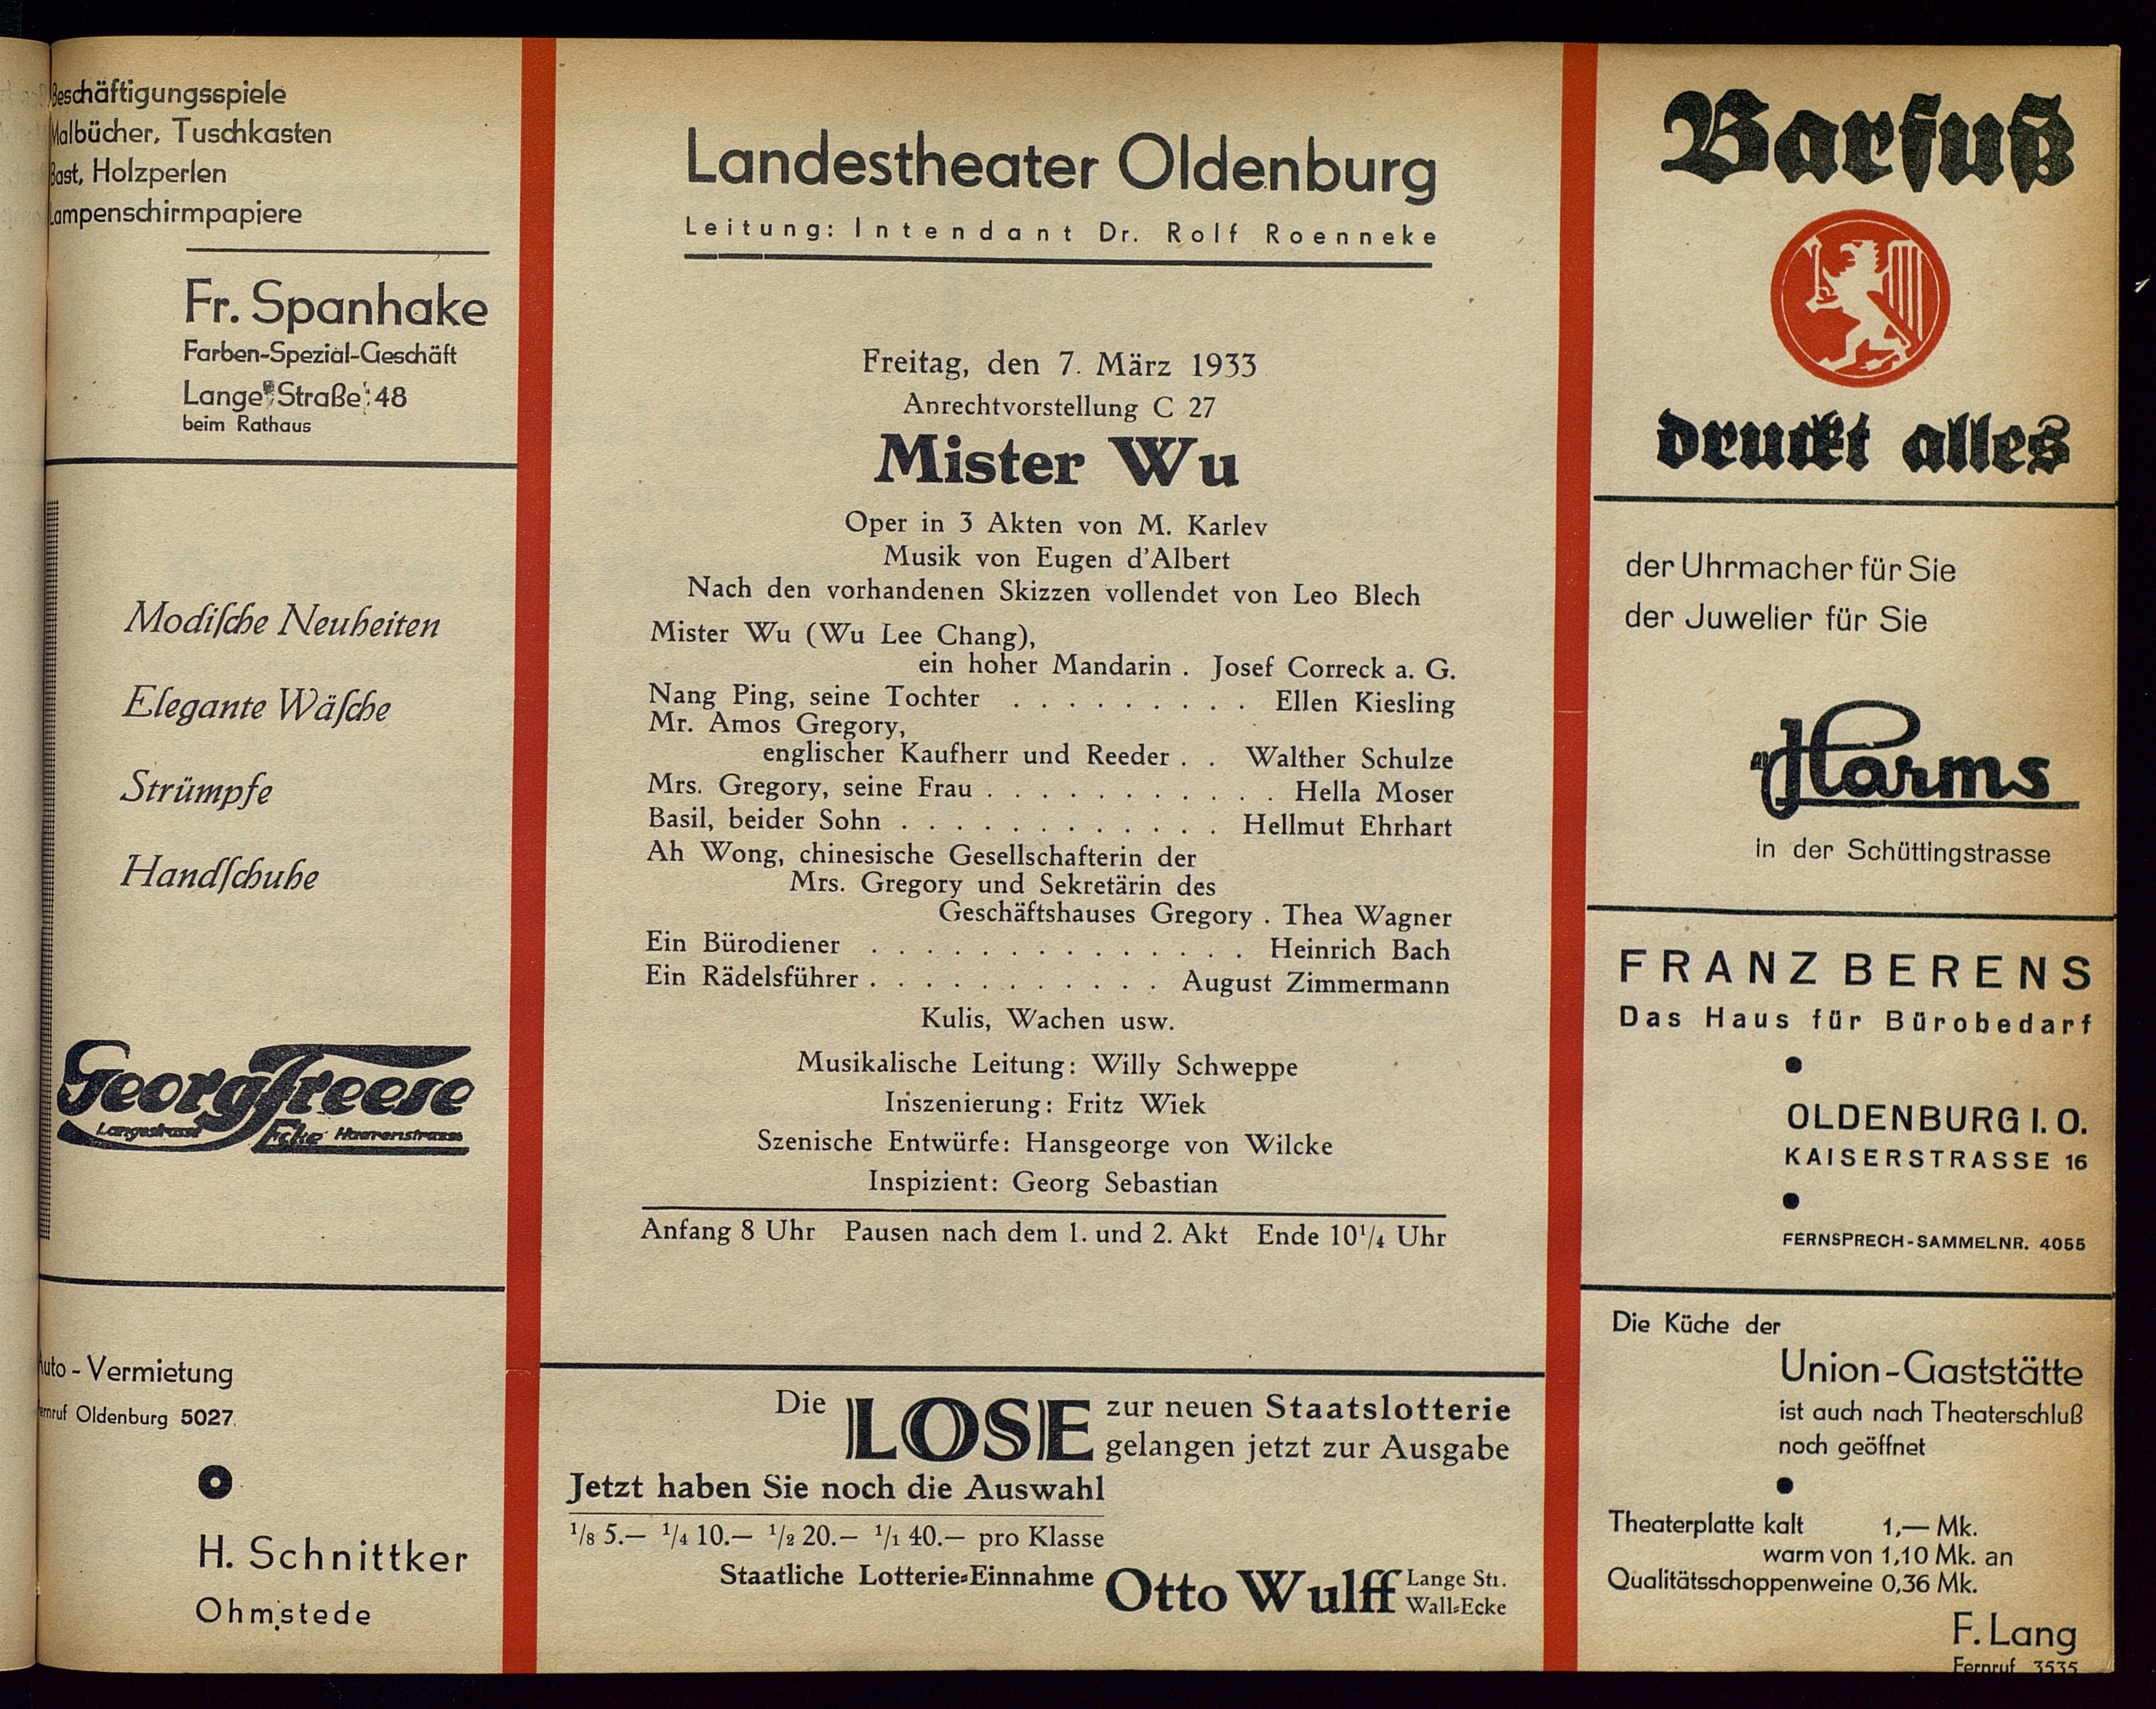 Beschäftigungsspiele
Malbücher, Tuschkasten
Bast, Holzperlen
Lampenschirmpapiere
Fr. Spanhake
Farben-Spezial-Geschäft
Lange Straße 48
beim Rathaus
Modiſche Neuheiten
Elegante Wäſche
Strümpfe
Handſchuhe
Georg Freese
Langestrasse Ecke Haarenstrasse
Auto - Vermietung
Fernruf Oldenburg 5027.
H. Schnittker
Ohmstede
Landestheater Oldenburg
Leitung: Intendant Dr. Rolf Roenneke
Freitag, den 7. März 1933
Anrechtvorstellung C 27
Mister Wu
Oper in 3 Akten von M. Karlev
Musik von Eugen d'Albert
Nach den vorhandenen Skizzen vollendet von Leo Blech
Mister Wu (Wu Lee Chang),
ein hoher Mandarin . Josef Correck a. G.
Nang Ping, seine Tochter . . . . . . . . . Ellen Kiesling
Mr. Amos Gregory,
englischer Kaufherr und Reeder . . Walther Schulze
Mrs. Gregory, seine Frau . . . . . . . . . . . Hella Moser
Basil, beider Sohn . . . . . . . . . . . . Hellmut Ehrhart
Ah Wong, chinesische Gesellschafterin der
Mrs. Gregory und Sekretärin des
Geschäftshauses Gregory . Thea Wagner
Ein Bürodiener . . . . . . . . . . . . . . Heinrich Bach
Ein Rädelsführer . . . . . . . . . . . August Zimmermann
Kulis, Wachen usw.
Musikalische Leitung: Willy Schweppe
Inszenierung: Fritz Wiek
Szenische Entwürfe: Hansgeorge von Wilcke
Inspizient: Georg Sebastian
Anfang 8 Uhr Pausen nach dem 1. und 2. Akt Ende 10¹/₄ Uhr
Die LOSE zur neuen Staatslotterie
gelangen jetzt zur Ausgabe
Jetzt haben Sie noch die Auswahl
¹/₈ 5.— ¹/₄ 10.— ¹/₂ 20.— ¹/₁ 40.— pro Klasse
Staatliche Lotterie=Einnahme Otto Wulff Lange Str.
Wall=Ecke
Barfuß
druckt alles
der Uhrmacher für Sie
der Juwelier für Sie
Harms
in der Schüttingstrasse
FRANZ BERENS
Das Haus für Bürobedarf
OLDENBURG I. O.
KAISERSTRASSE 16
FERNSPRECH-SAMMELNR. 4055
Die Küche der
Union-Gaststätte
ist auch nach Theaterschluß
noch geöffnet
Theaterplatte kalt 1,— Mk.
warm von 1,10 Mk. an
Qualitätsschoppenweine 0,36 Mk.
F. Lang
Fernruf 3535